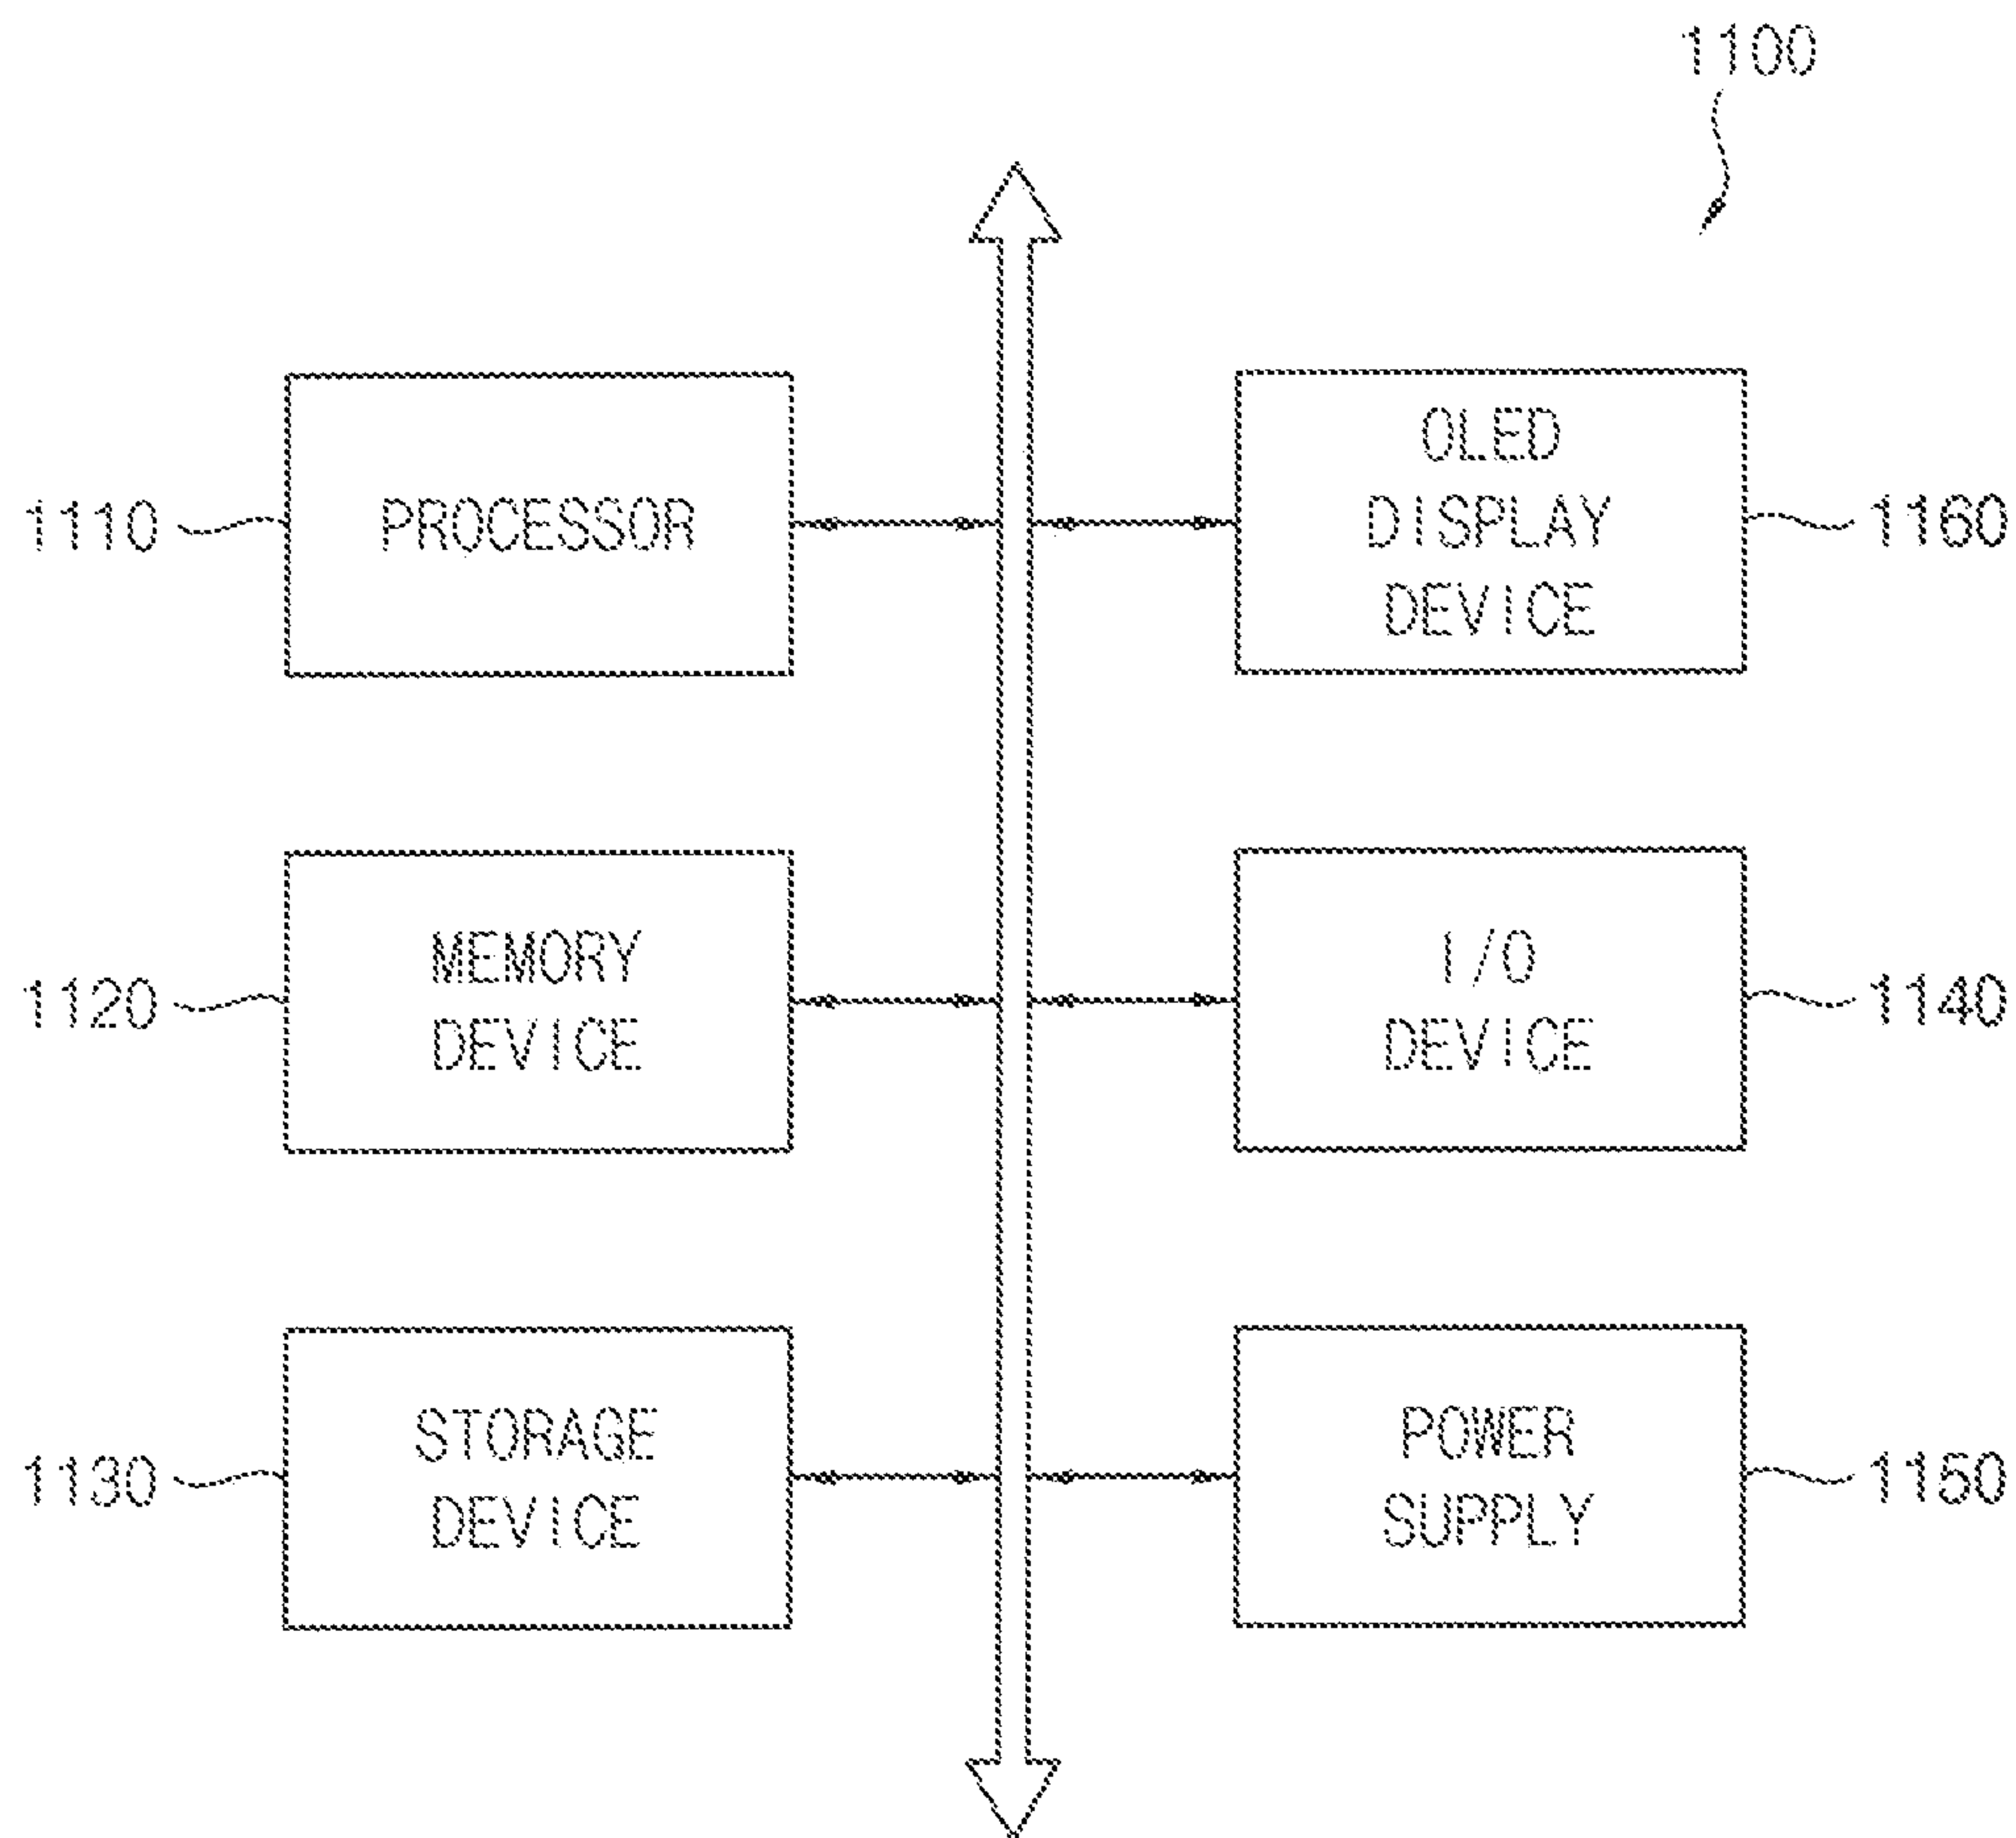 1100
1110
PROCESSOR
OLED
DISPLAY
DEVICE
1160
1120
MEMORY
DEVICE
I/O
DEVICE
1140
1130
STORAGE
DEVICE
POWER
SUPPLY
1150